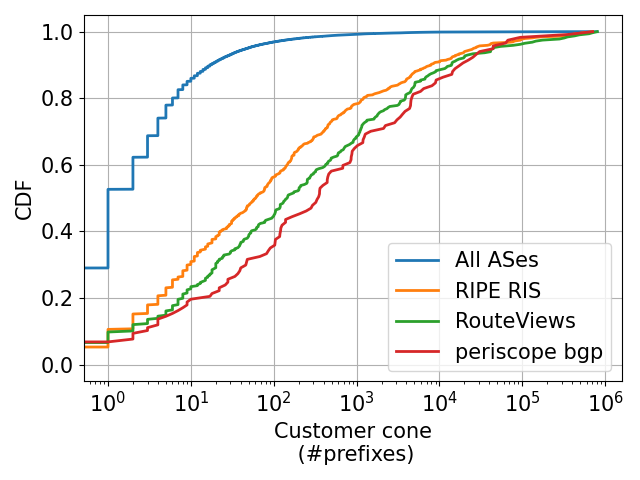 1.0
0.8
0.6
0.4
0.2
0.0
CDF
All ASes
RIPE RIS
RouteViews
periscope bgp
10^0 10^1 10^2 10^3 10^4 10^5 10^6
Customer cone
(#prefixes)